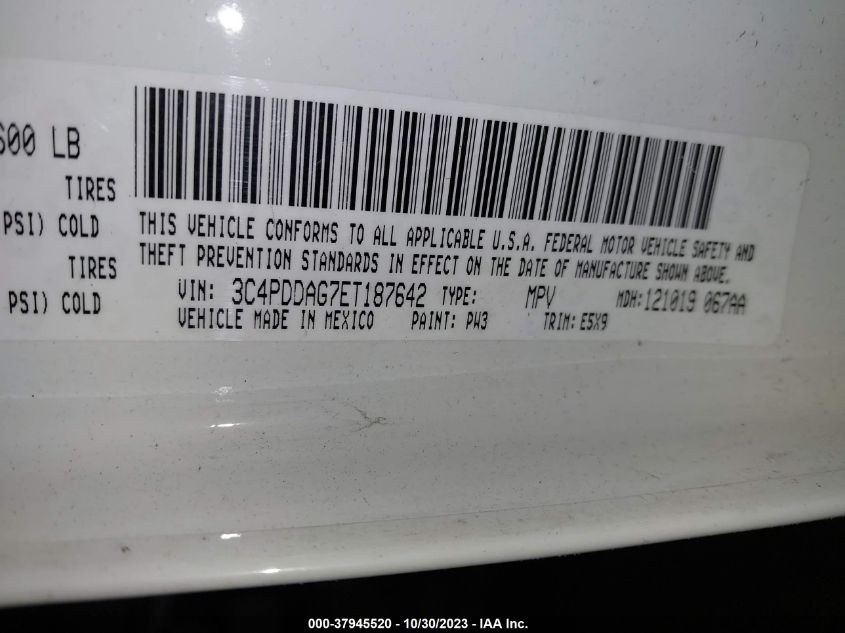 600 LB
TIRES
PSI) COLD
TIRES
PSI) COLD
THIS VEHICLE CONFORMS TO ALL APPLICABLE U.S.A. FEDERAL MOTOR VEHICLE SAFETY AND
THEFT PREVENTION STANDARDS IN EFFECT ON THE DATE OF MANUFACTURE SHOWN ABOVE.
VIN: 3C4PDDAG7ET187642 TYPE: MPV MDH:121019 067AA
VEHICLE MADE IN MEXICO PAINT: PW3 TRIM: E5X9
000-37945520 - 10/30/2023 - IAA Inc.